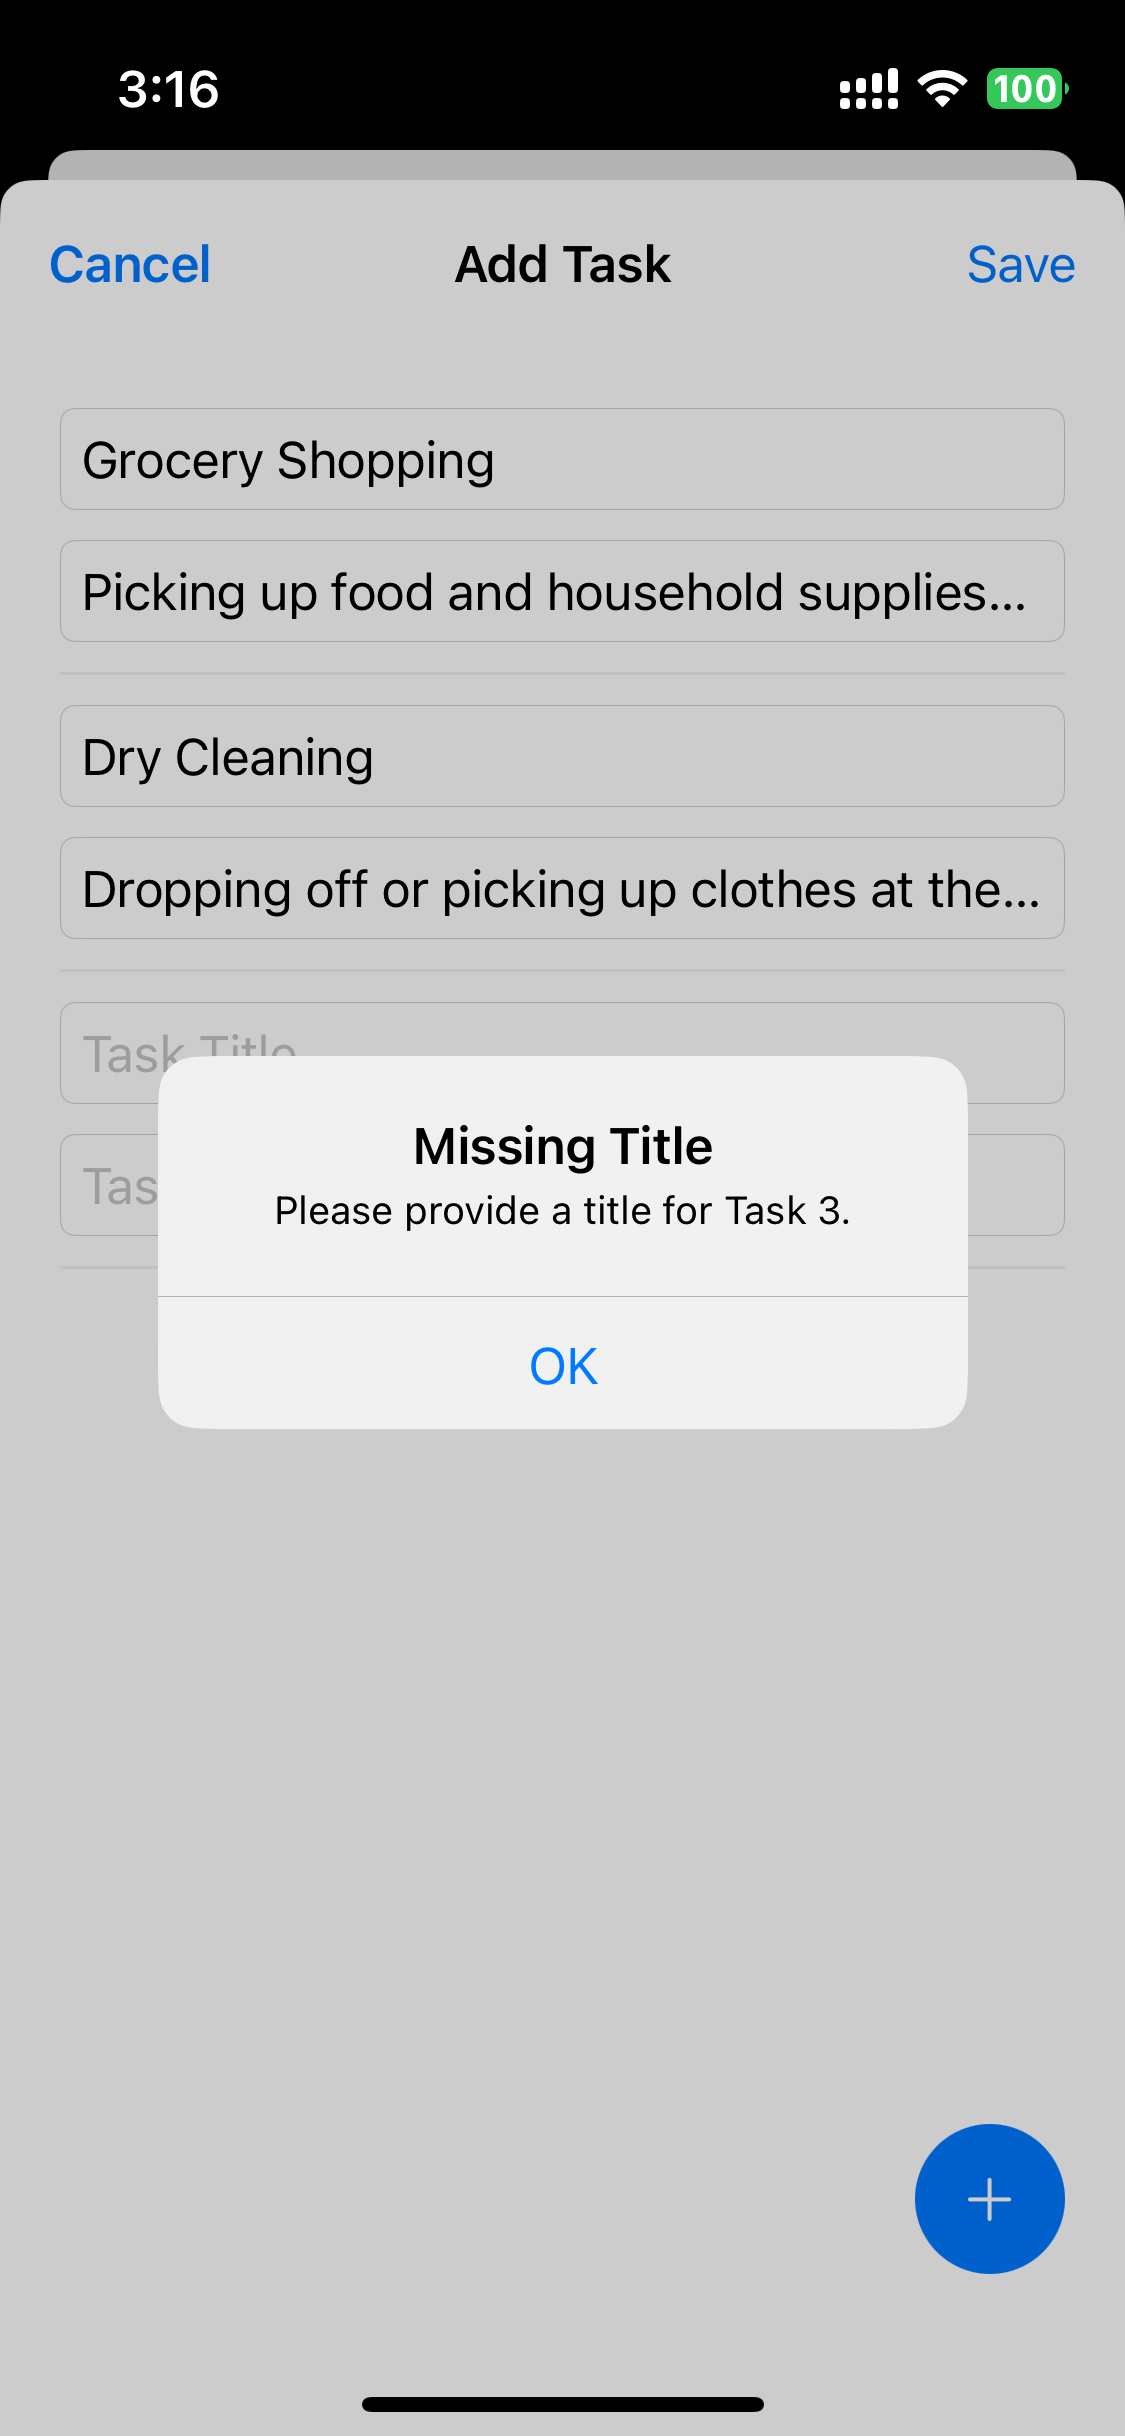 3:16
100
Cancel
Add Task
Save
Grocery Shopping
Picking up food and household supplies...
Dry Cleaning
Dropping off or picking up clothes at the...
Task Title
Tas
Missing Title
Please provide a title for Task 3.
OK